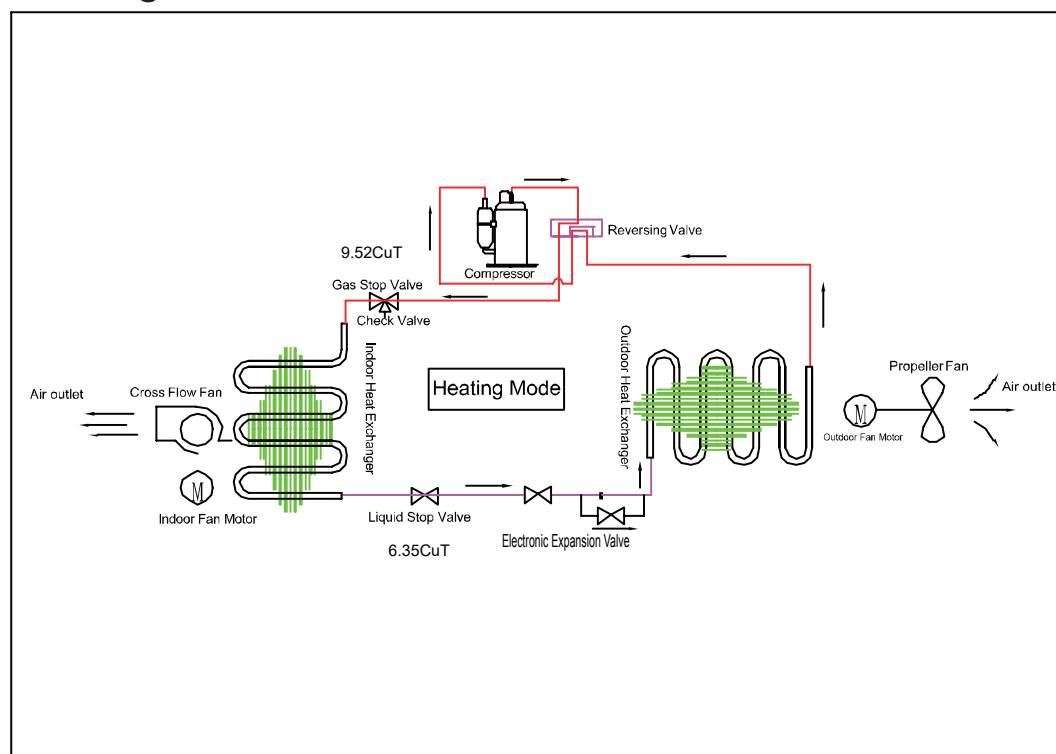 Reversing Valve
9.52CuT
Compressor
Gas Stop Valve
Check Valve
Indoor Heat Exchanger
Outdoor Heat Exchanger
Heating Mode
Propeller Fan
Air outlet
Cross Flow Fan
Air outlet
M
Outdoor Fan Motor
M
Indoor Fan Motor
Liquid Stop Valve
Electronic Expansion Valve
6.35CuT